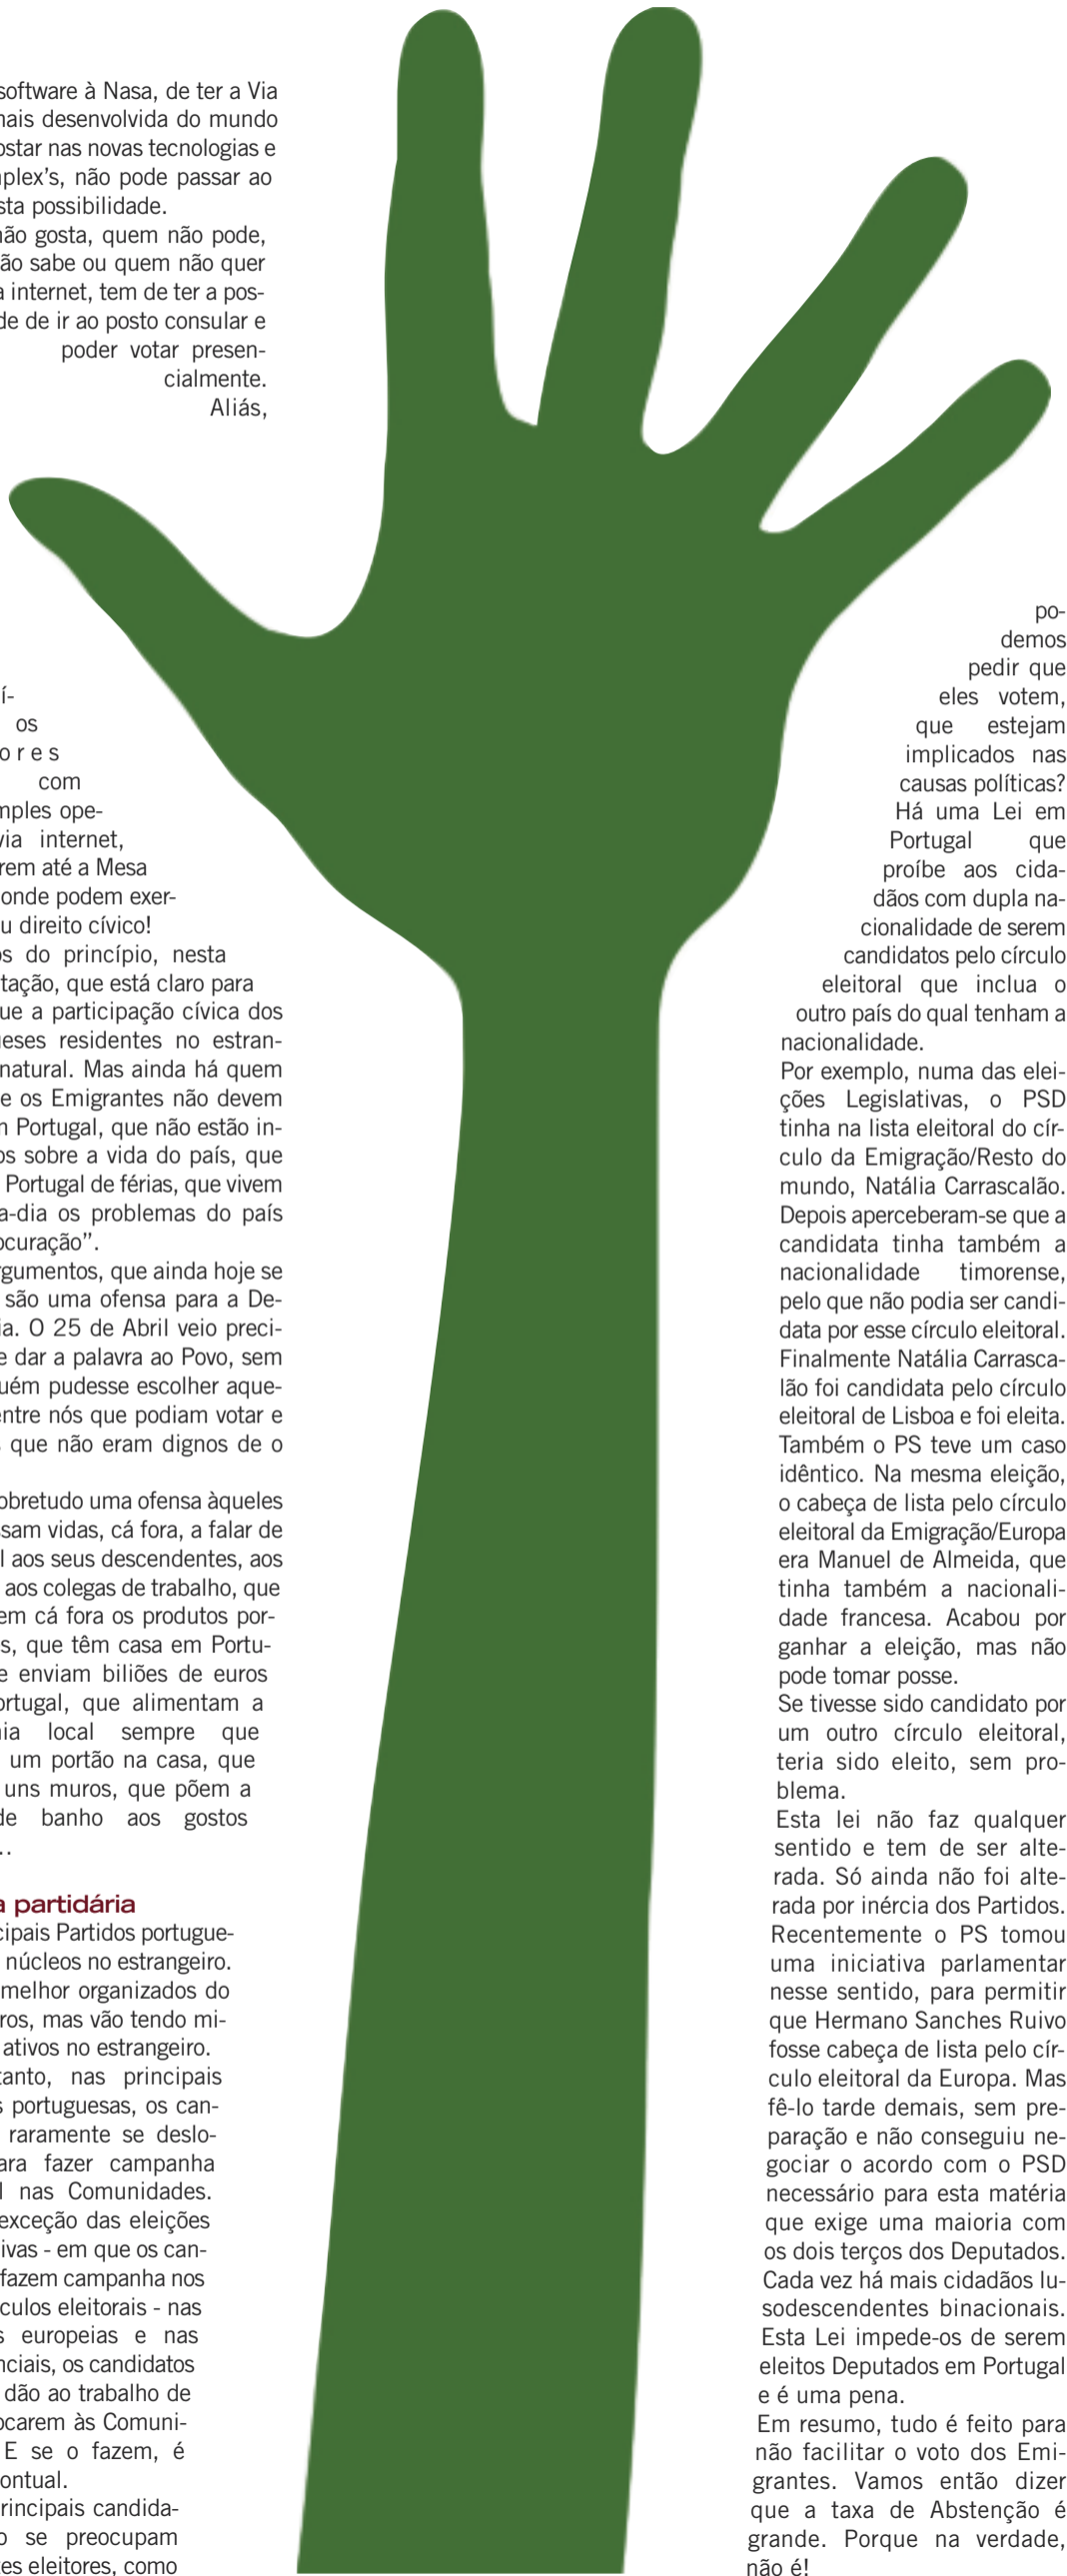 software à Nasa, de ter a Via
mais desenvolvida do mundo
ostar nas novas tecnologias e
plex’s, não pode passar ao
sta possibilidade.
não gosta, quem não pode,
ão sabe ou quem não quer
a internet, tem de ter a pos-
de de ir ao posto consular e
poder votar presen-
cialmente.
Aliás,
í-
os
ores
com
mples ope-
via internet,
rem até a Mesa
onde podem exer-
u direito cívico!
os do princípio, nesta
tação, que está claro para
ue a participação cívica dos
ueses residentes no estran-
natural. Mas ainda há quem
e os Emigrantes não devem
m Portugal, que não estão in-
os sobre a vida do país, que
Portugal de férias, que vivem
a-dia os problemas do país
ocuração”.
rgumentos, que ainda hoje se
são uma ofensa para a De-
ia. O 25 de Abril veio preci-
e dar a palavra ao Povo, sem
uém pudesse escolher aque-
entre nós que podiam votar e
que não eram dignos de o
obretudo uma ofensa àqueles
ssam vidas, cá fora, a falar de
l aos seus descendentes, aos
aos colegas de trabalho, que
em cá fora os produtos por-
s, que têm casa em Portu-
e enviam biliões de euros
ortugal, que alimentam a
ia local sempre que
um portão na casa, que
uns muros, que põem a
de banho aos gostos
..
a partidária
cipais Partidos portugue-
núcleos no estrangeiro.
melhor organizados do
ros, mas vão tendo mi-
ativos no estrangeiro.
tanto, nas principais
s portuguesas, os can-
raramente se deslo-
ara fazer campanha
l nas Comunidades.
exceção das eleições
ivas - em que os can-
fazem campanha nos
culos eleitorais - nas
s europeias e nas
nciais, os candidatos
dão ao trabalho de
ocarem às Comuni-
E se o fazem, é
ontual.
rincipais candida-
o se preocupam
es eleitores, como
po-
demos
pedir que
eles votem,
que estejam
implicados nas
causas políticas?
Há uma Lei em
Portugal que
proíbe aos cida-
dãos com dupla na-
cionalidade de serem
candidatos pelo círculo
eleitoral que inclua o
outro país do qual tenham a
nacionalidade.
Por exemplo, numa das elei-
ções Legislativas, o PSD
tinha na lista eleitoral do cír-
culo da Emigração/Resto do
mundo, Natália Carrascalão.
Depois aperceberam-se que a
candidata tinha também a
nacionalidade timorense,
pelo que não podia ser candi-
data por esse círculo eleitoral.
Finalmente Natália Carrasca-
lão foi candidata pelo círculo
eleitoral de Lisboa e foi eleita.
Também o PS teve um caso
idêntico. Na mesma eleição,
o cabeça de lista pelo círculo
eleitoral da Emigração/Europa
era Manuel de Almeida, que
tinha também a nacionali-
dade francesa. Acabou por
ganhar a eleição, mas não
pode tomar posse.
Se tivesse sido candidato por
um outro círculo eleitoral,
teria sido eleito, sem pro-
blema.
Esta lei não faz qualquer
sentido e tem de ser alte-
rada. Só ainda não foi alte-
rada por inércia dos Partidos.
Recentemente o PS tomou
uma iniciativa parlamentar
nesse sentido, para permitir
que Hermano Sanches Ruivo
fosse cabeça de lista pelo cír-
culo eleitoral da Europa. Mas
fê-lo tarde demais, sem pre-
paração e não conseguiu ne-
gociar o acordo com o PSD
necessário para esta matéria
que exige uma maioria com
os dois terços dos Deputados.
Cada vez há mais cidadãos lu-
sodescendentes binacionais.
Esta Lei impede-os de serem
eleitos Deputados em Portugal
e é uma pena.
Em resumo, tudo é feito para
não facilitar o voto dos Emi-
grantes. Vamos então dizer
que a taxa de Abstenção é
grande. Porque na verdade,
não é!